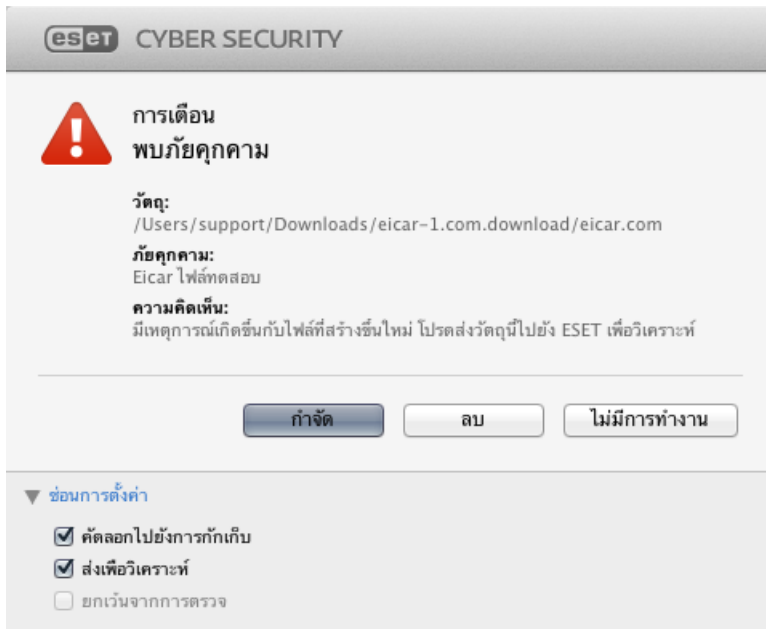 eset CYBER SECURITY
การเตือน
พบภัยคุกคาม
วัตถุ:
/Users/support/Downloads/eicar-1.com.download/eicar.com
ภัยคุกคาม:
Eicar ไฟล์ทดสอบ
ความคิดเห็น:
มีเหตุการณ์เกิดขึ้นกับไฟล์ที่สร้างขึ้นใหม่ โปรดส่งวัตถุนี้ไปยัง ESET เพื่อวิเคราะห์
กำจัด ลบ ไม่มีการทำงาน
ซ่อนการตั้งค่า
คัดลอกไปยังการกักเก็บ
ส่งเพื่อวิเคราะห์
ยกเว้นจากการตรวจ